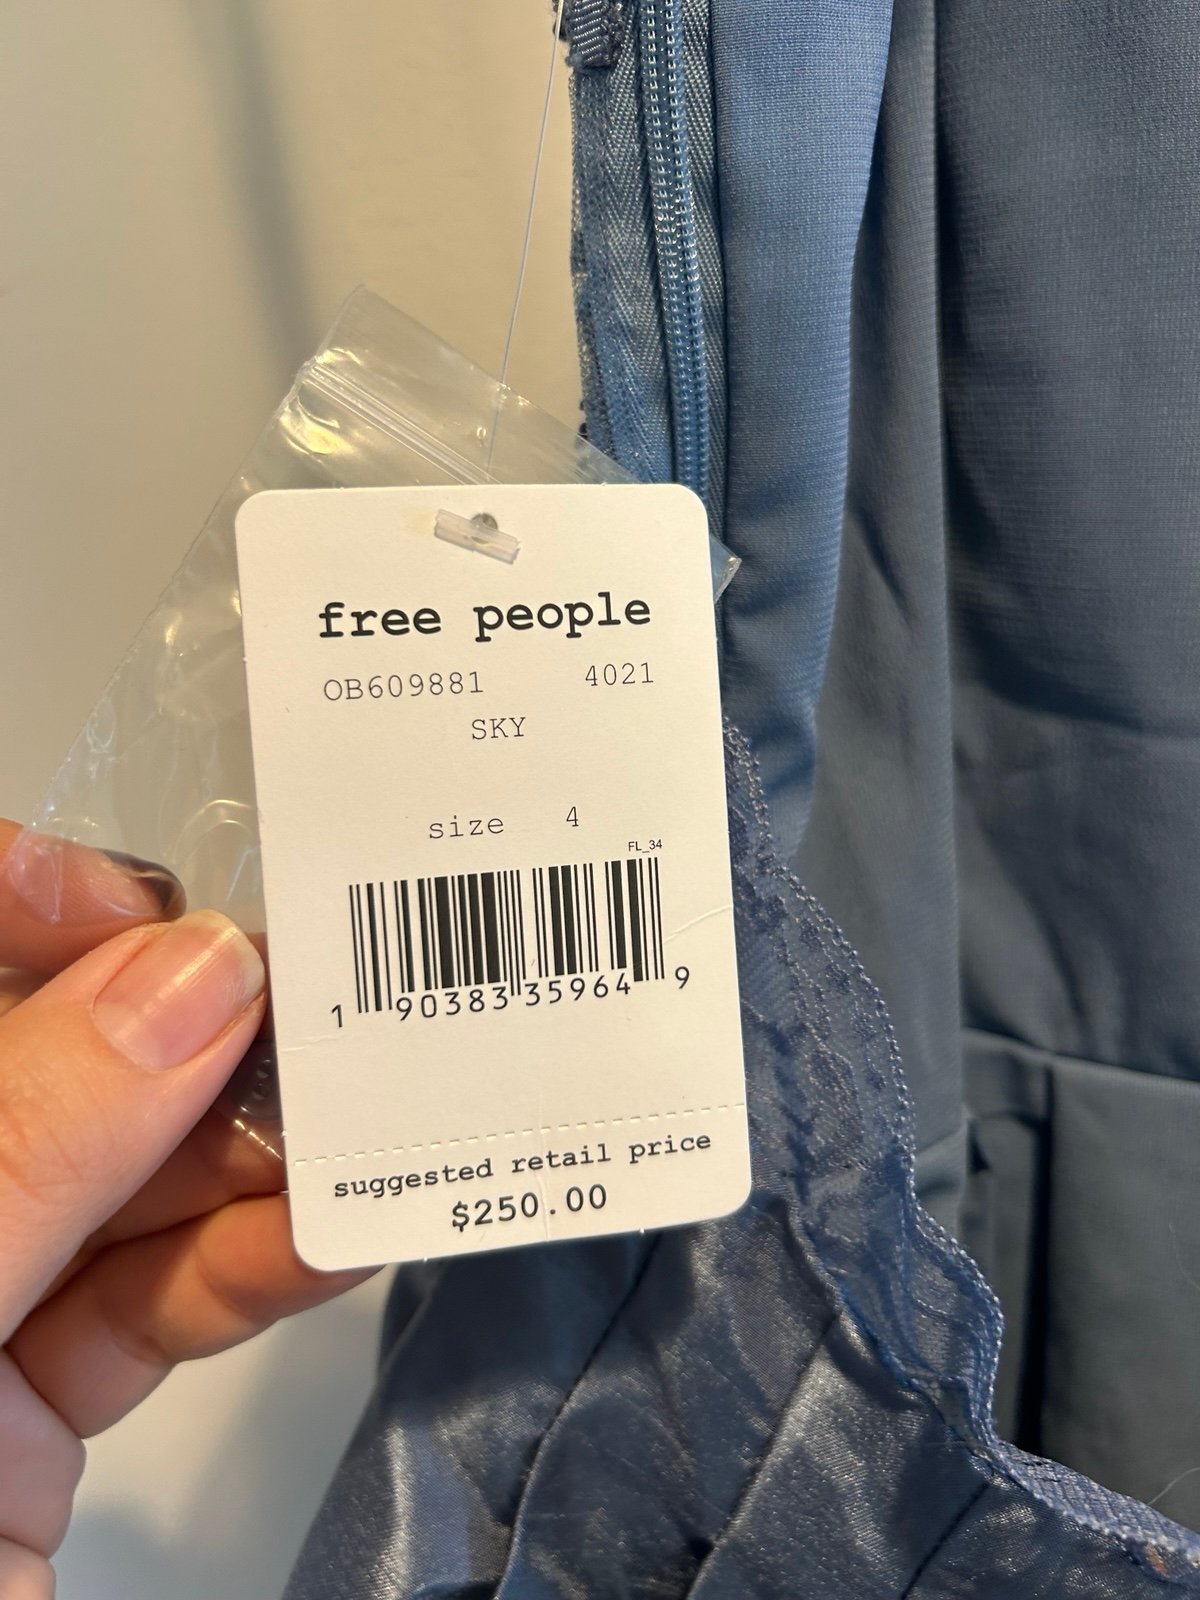 free people
OB609881 4021
SKY
size 4
FL_34
1 90383 35964 9
suggested retail price
$250.00